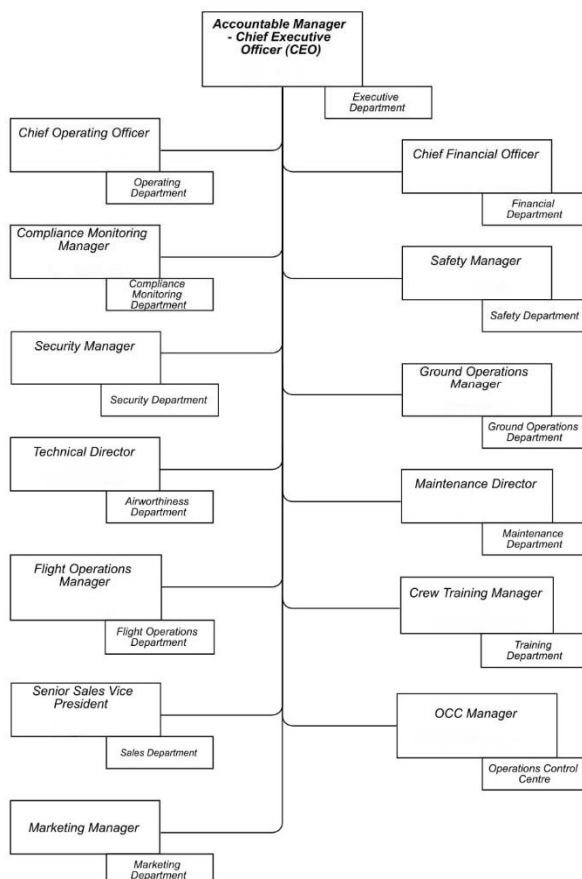 Accountable Manager
- Chief Executive
Officer (CEO)
Executive
Department
Chief Operating Officer
Operating
Department
Chief Financial Officer
Financial
Department
Compliance Monitoring
Manager
Compliance
Monitoring
Department
Safety Manager
Safety Department
Security Manager
Security Department
Ground Operations
Manager
Ground Operations
Department
Technical Director
Airworthiness
Department
Maintenance Director
Maintenance
Department
Flight Operations
Manager
Flight Operations
Department
Crew Training Manager
Training
Department
Senior Sales Vice
President
Sales Department
OCC Manager
Operations Control
Centre
Marketing Manager
Marketing
Department